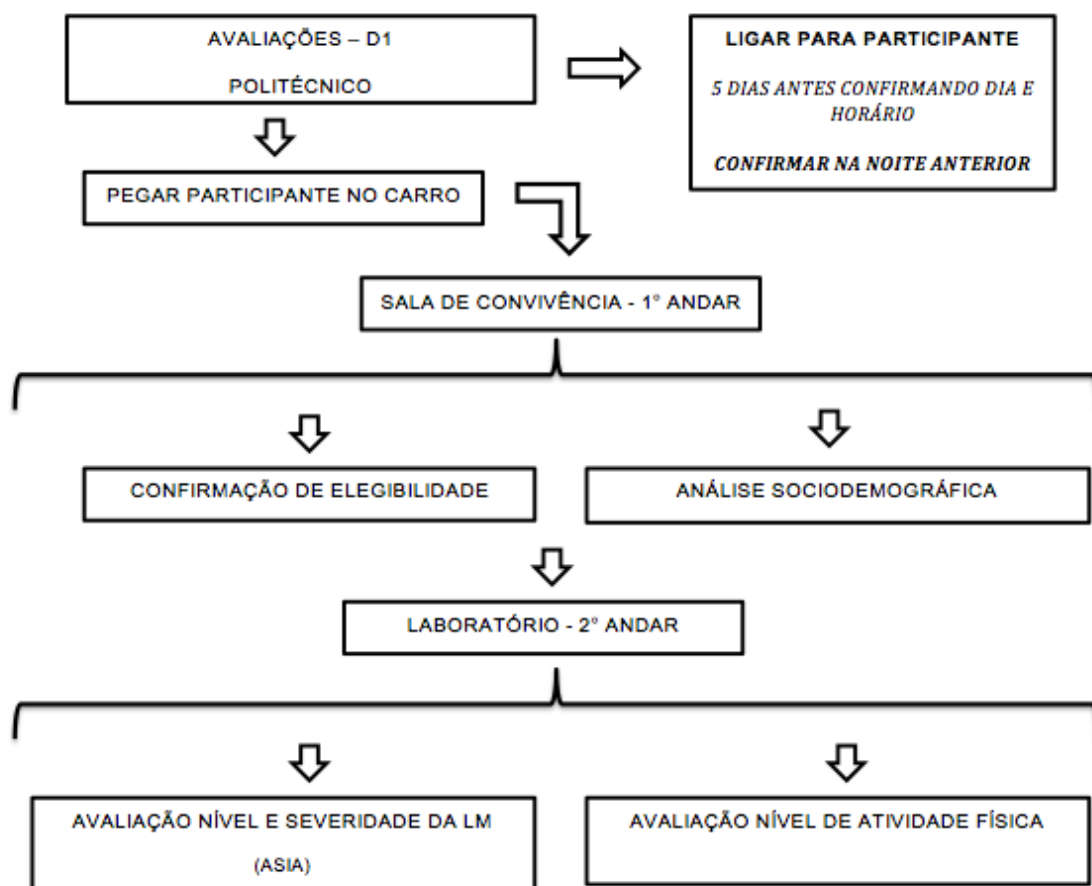 AVALIAÇÕES – D1
POLITÉCNICO
LIGAR PARA PARTICIPANTE
5 DIAS ANTES CONFIRMANDO DIA E
HORÁRIO
CONFIRMAR NA NOITE ANTERIOR
PEGAR PARTICIPANTE NO CARRO
SALA DE CONVIVÊNCIA - 1° ANDAR
CONFIRMAÇÃO DE ELEGIBILIDADE
ANÁLISE SOCIODEMOGRÁFICA
LABORATÓRIO - 2° ANDAR
AVALIAÇÃO NÍVEL E SEVERIDADE DA LM
(ASIA)
AVALIAÇÃO NÍVEL DE ATIVIDADE FÍSICA